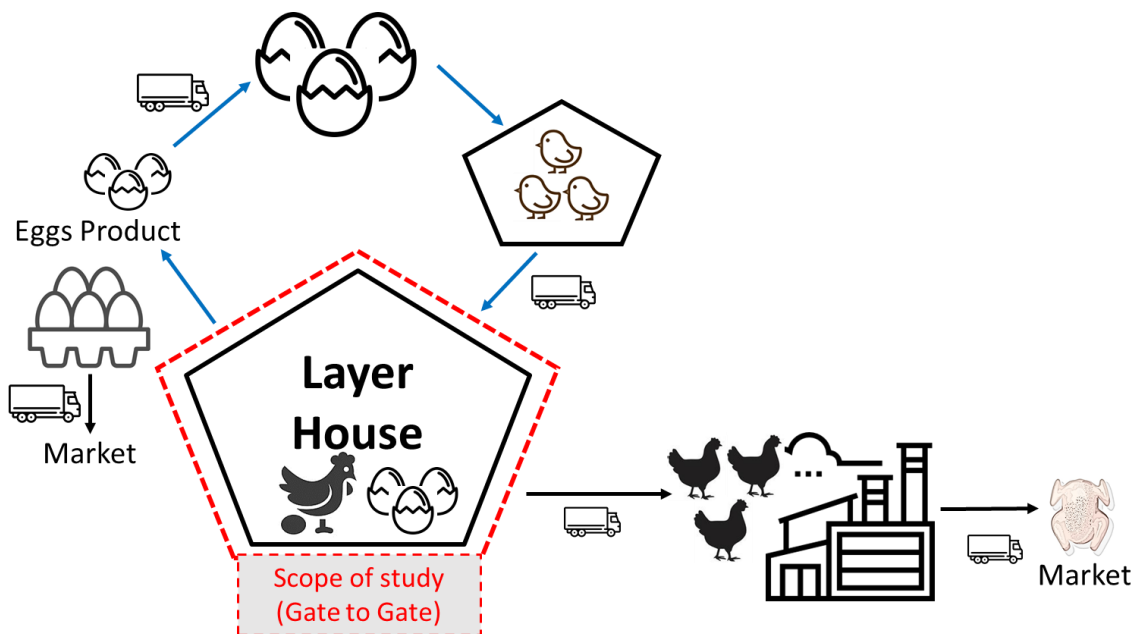 Eggs Product
Market
Layer
House
Scope of study
(Gate to Gate)
Market